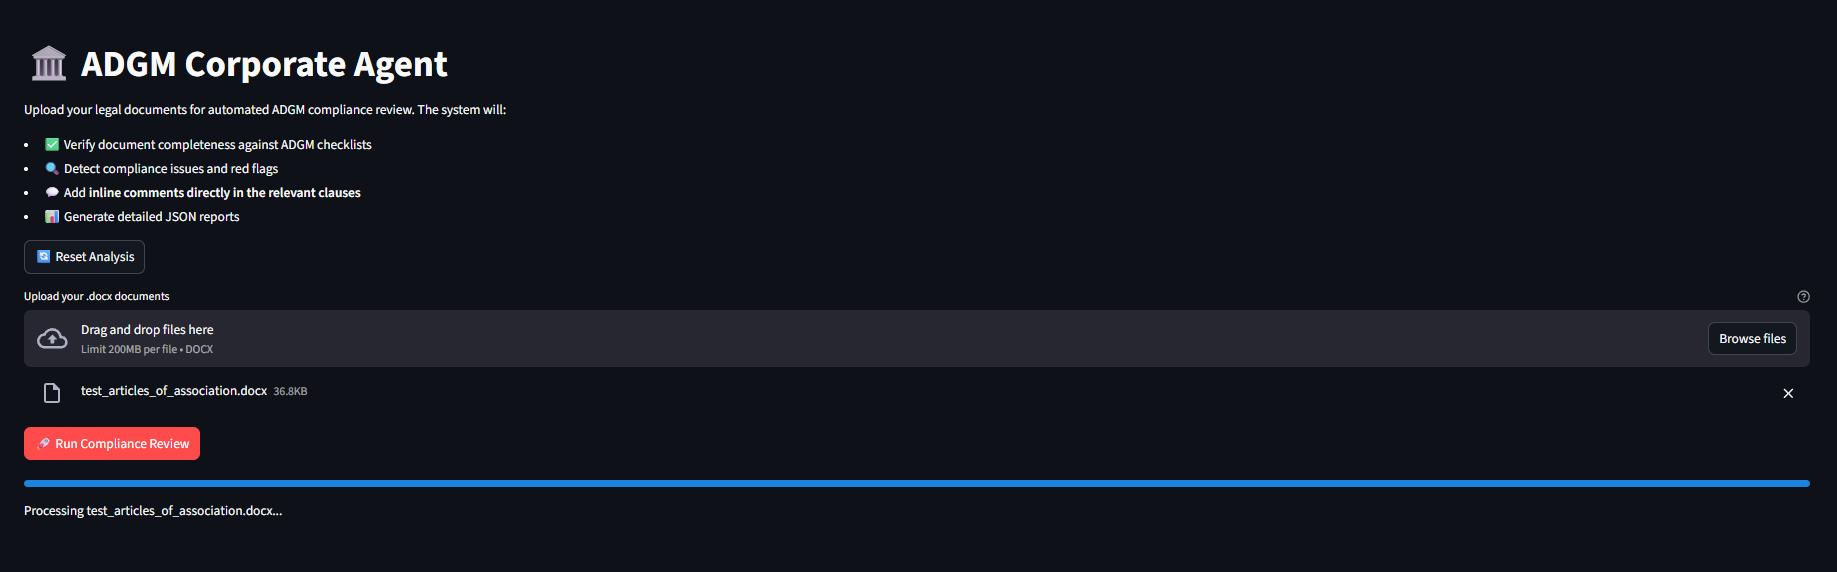 🏛️ ADGM Corporate Agent
Upload your legal documents for automated ADGM compliance review. The system will:
• ✅ Verify document completeness against ADGM checklists
• 🔍 Detect compliance issues and red flags
• 💬 Add inline comments directly in the relevant clauses
• 📊 Generate detailed JSON reports
🔄 Reset Analysis
Upload your .docx documents
Drag and drop files here
Limit 200MB per file • DOCX
Browse files
test_articles_of_association.docx 36.8KB
🚀 Run Compliance Review
Processing test_articles_of_association.docx...